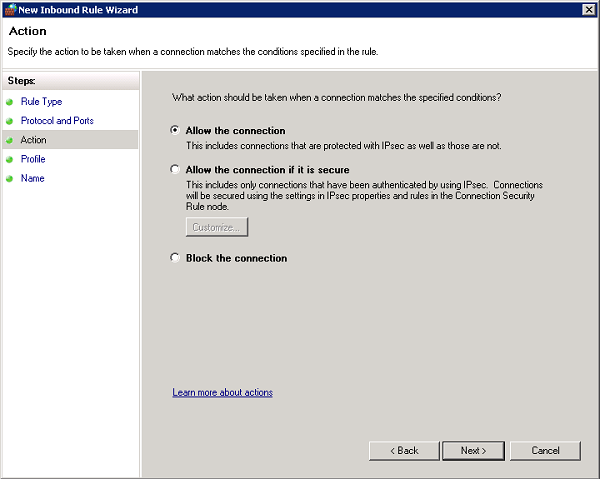 New Inbound Rule Wizard
Action
Specify the action to be taken when a connection matches the conditions specified in the rule.
Steps:
Rule Type
Protocol and Ports
Action
Profile
Name
What action should be taken when a connection matches the specified conditions?
Allow the connection
This includes connections that are protected with IPsec as well as those are not.
Allow the connection if it is secure
This includes only connections that have been authenticated by using IPsec. Connections
will be secured using the settings in IPsec properties and rules in the Connection Security
Rule node.
Customize...
Block the connection
Learn more about actions
< Back
Next >
Cancel